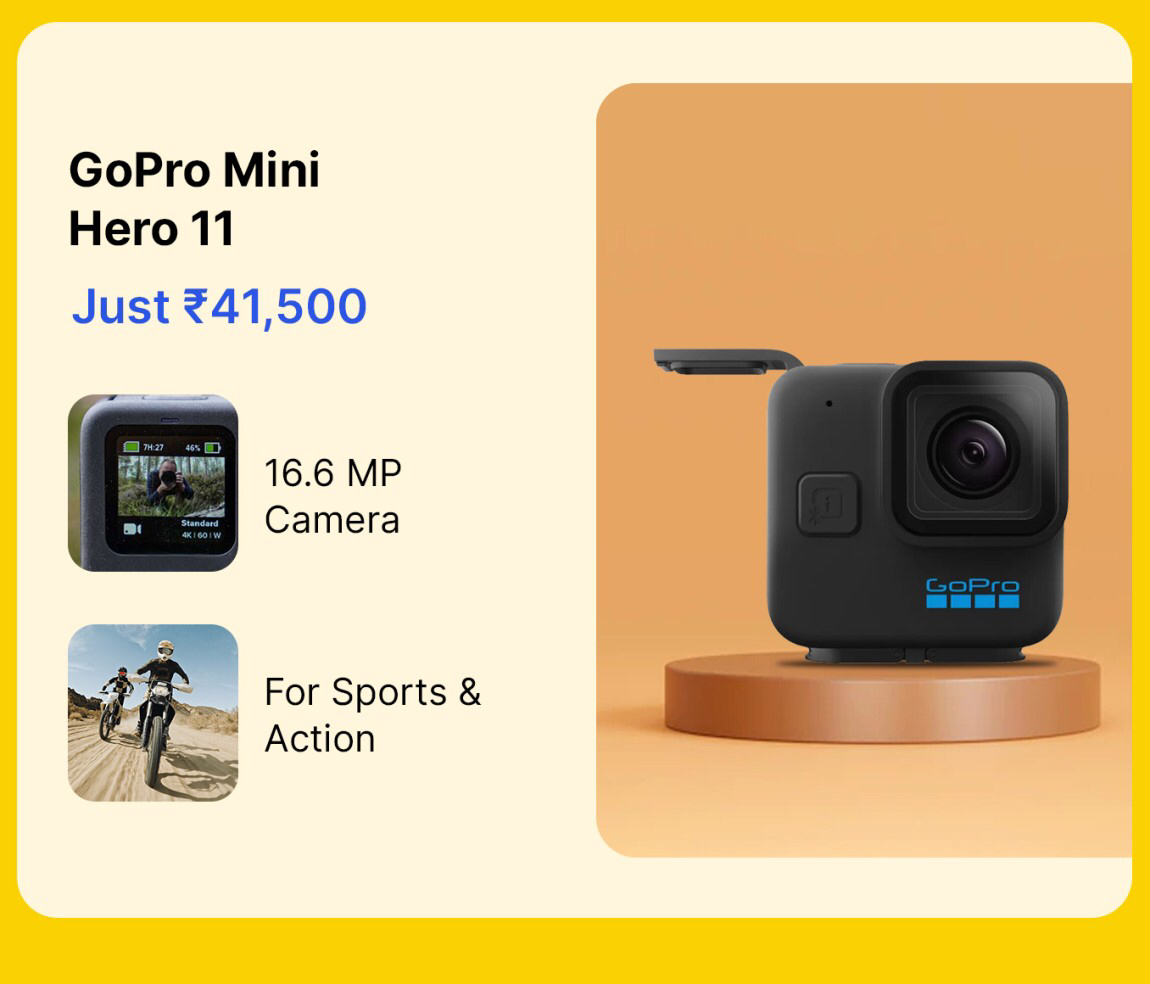 GoPro Mini
Hero 11
Just ₹41,500
7H:27 46%
Standard
4K | 60 | W
16.6 MP
Camera
For Sports &
Action
GoPro